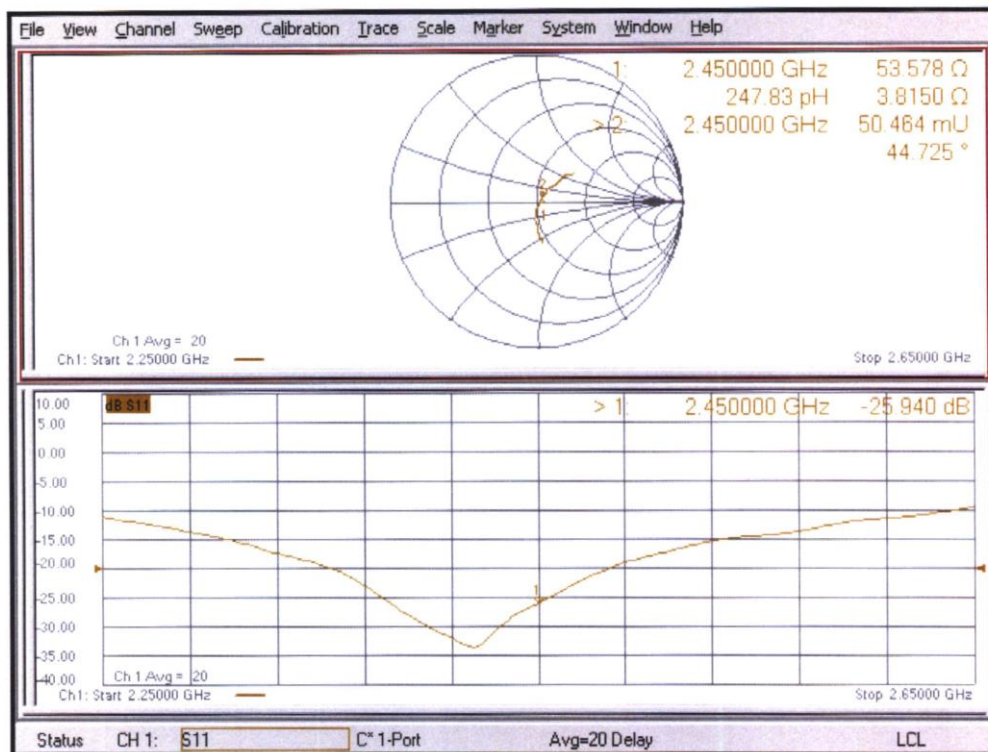 File View Channel Sweep Calibration Trace Scale Marker System Window Help
1: 2.450000 GHz 53.578 Ω
247.83 pH 3.8150 Ω
> 2: 2.450000 GHz 50.464 mU
44.725 °
2
1
Ch 1 Avg = 20
Ch1: Start 2.25000 GHz
Stop 2.65000 GHz
10.00 dB S11
> 1: 2.450000 GHz -25.940 dB
5.00
0.00
-5.00
-10.00
-15.00
-20.00
-25.00
1
-30.00
-35.00
-40.00
Ch 1 Avg = 20
Ch1: Start 2.25000 GHz
Stop 2.65000 GHz
Status CH 1: S11 C* 1-Port Avg=20 Delay LCL